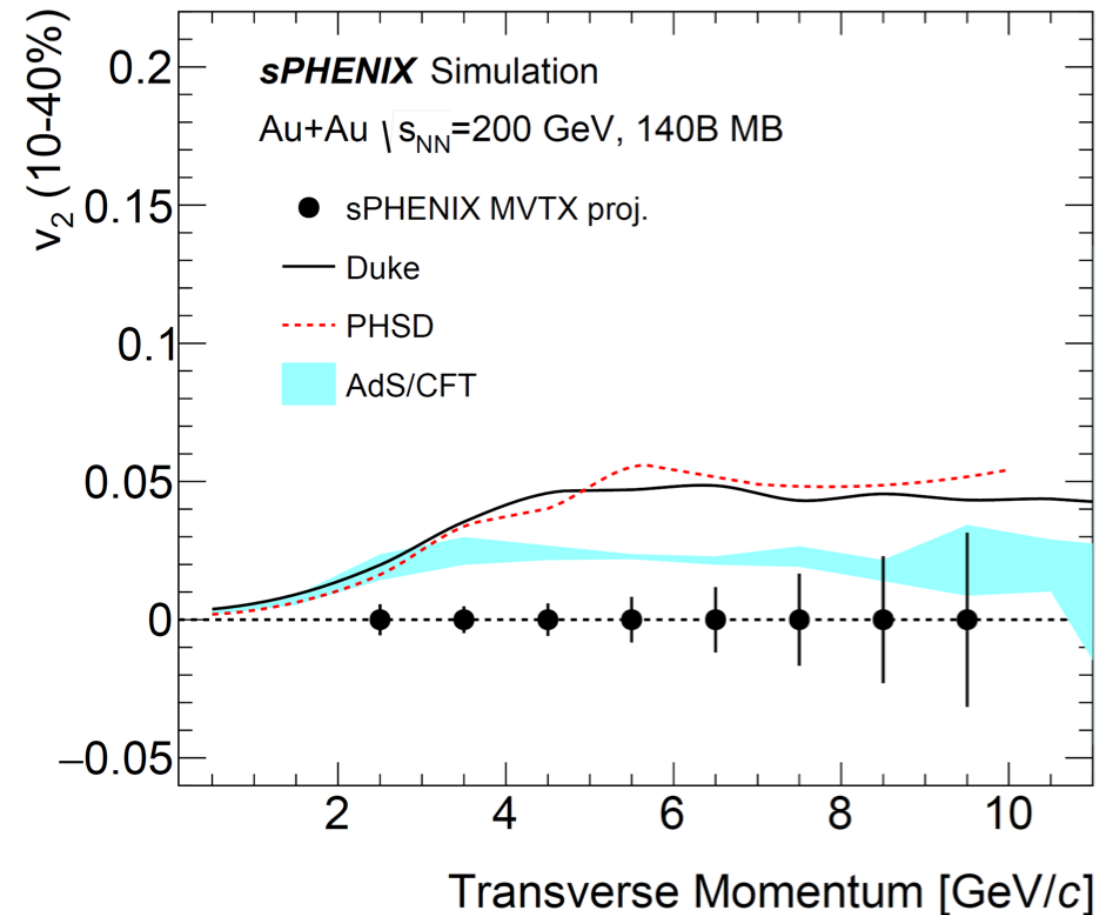 v2 (10-40%)
0.2
0.15
0.1
0.05
0
−0.05
sPHENIX Simulation
Au+Au \sNN=200 GeV, 140B MB
sPHENIX MVTX proj.
Duke
PHSD
AdS/CFT
2 4 6 8 10
Transverse Momentum [GeV/c]